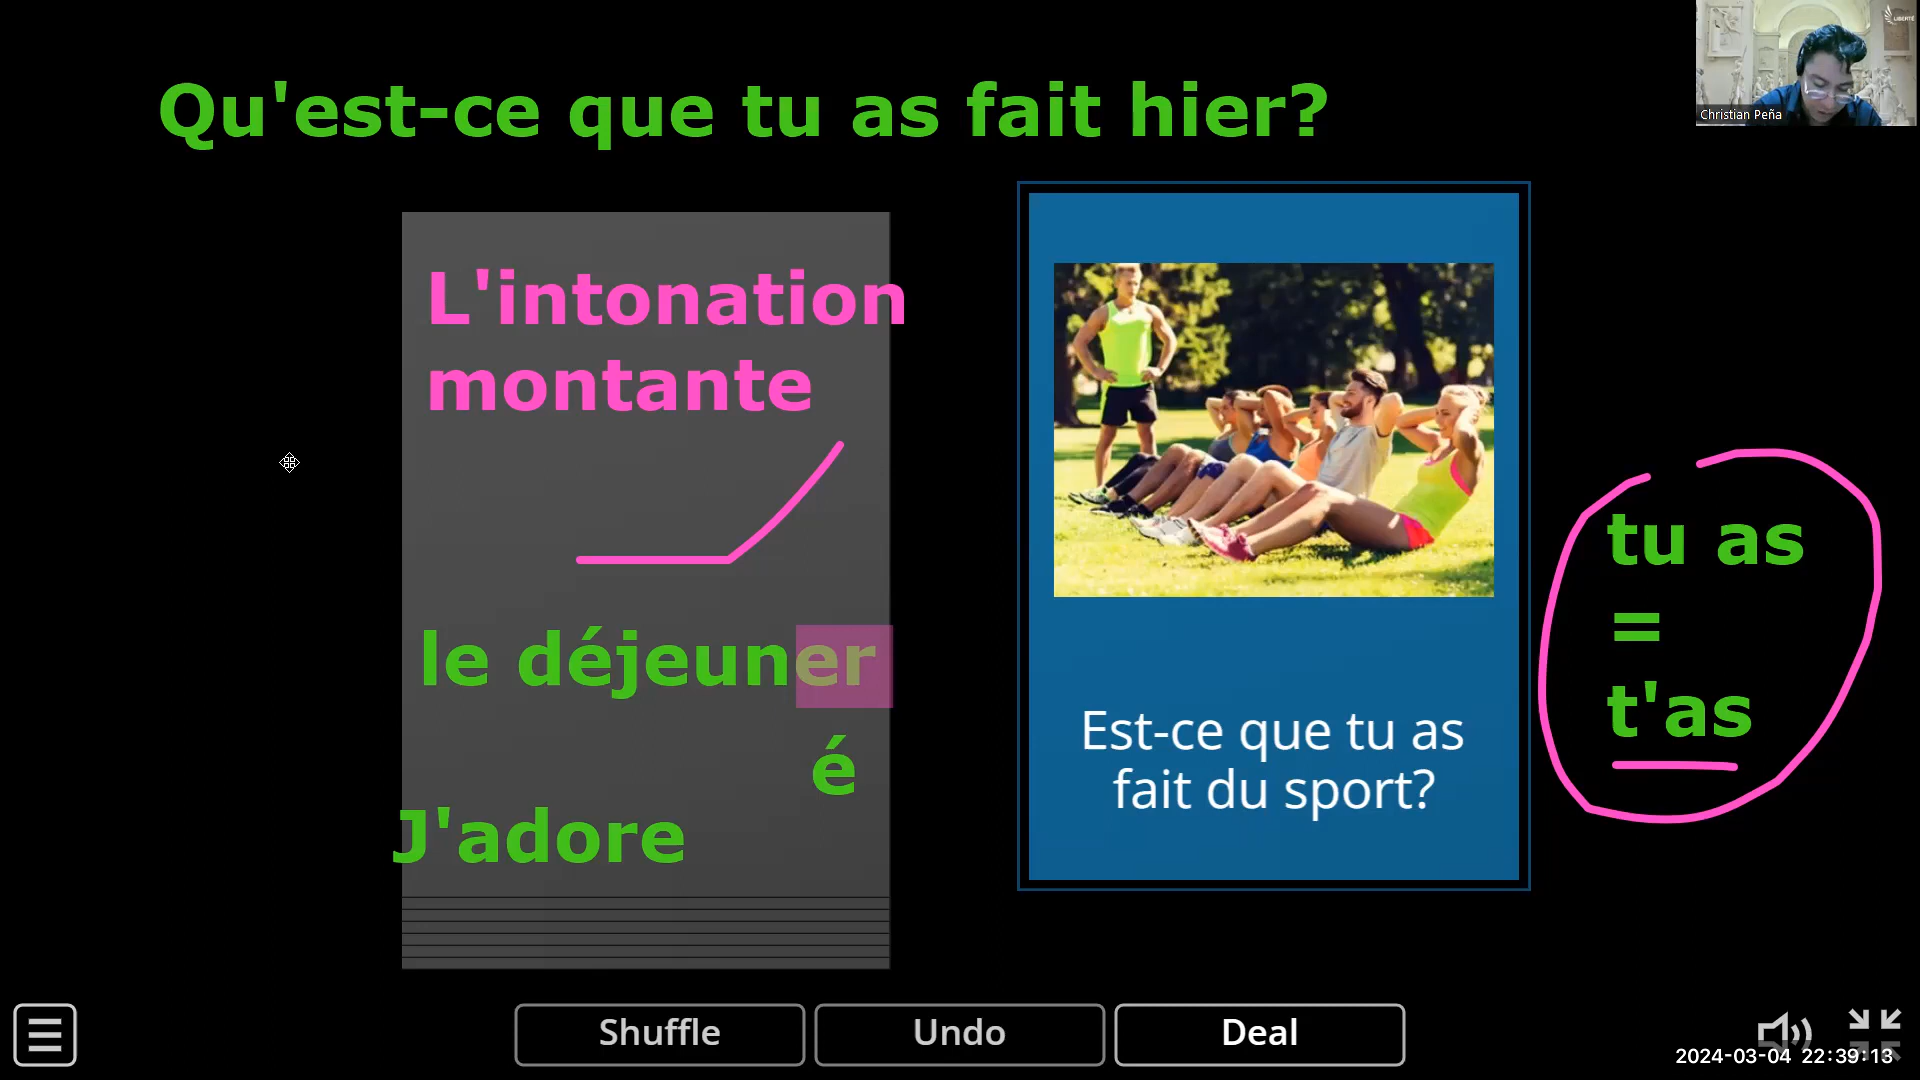 Qu'est-ce que tu as fait hier?
LIBERTÉ
Christian Peña
L'intonation
montante
le déjeuner
é
J'adore
Est-ce que tu as
fait du sport?
tu as
=
t'as
Shuffle
Undo
Deal
2024-03-04 22:39:13